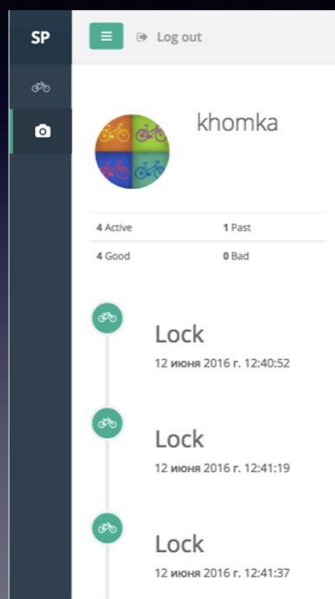 SP
Log out
khomka
4 Active 1 Past
4 Good 0 Bad
Lock
12 июня 2016 г. 12:40:52
Lock
12 июня 2016 г. 12:41:19
Lock
12 июня 2016 г. 12:41:37